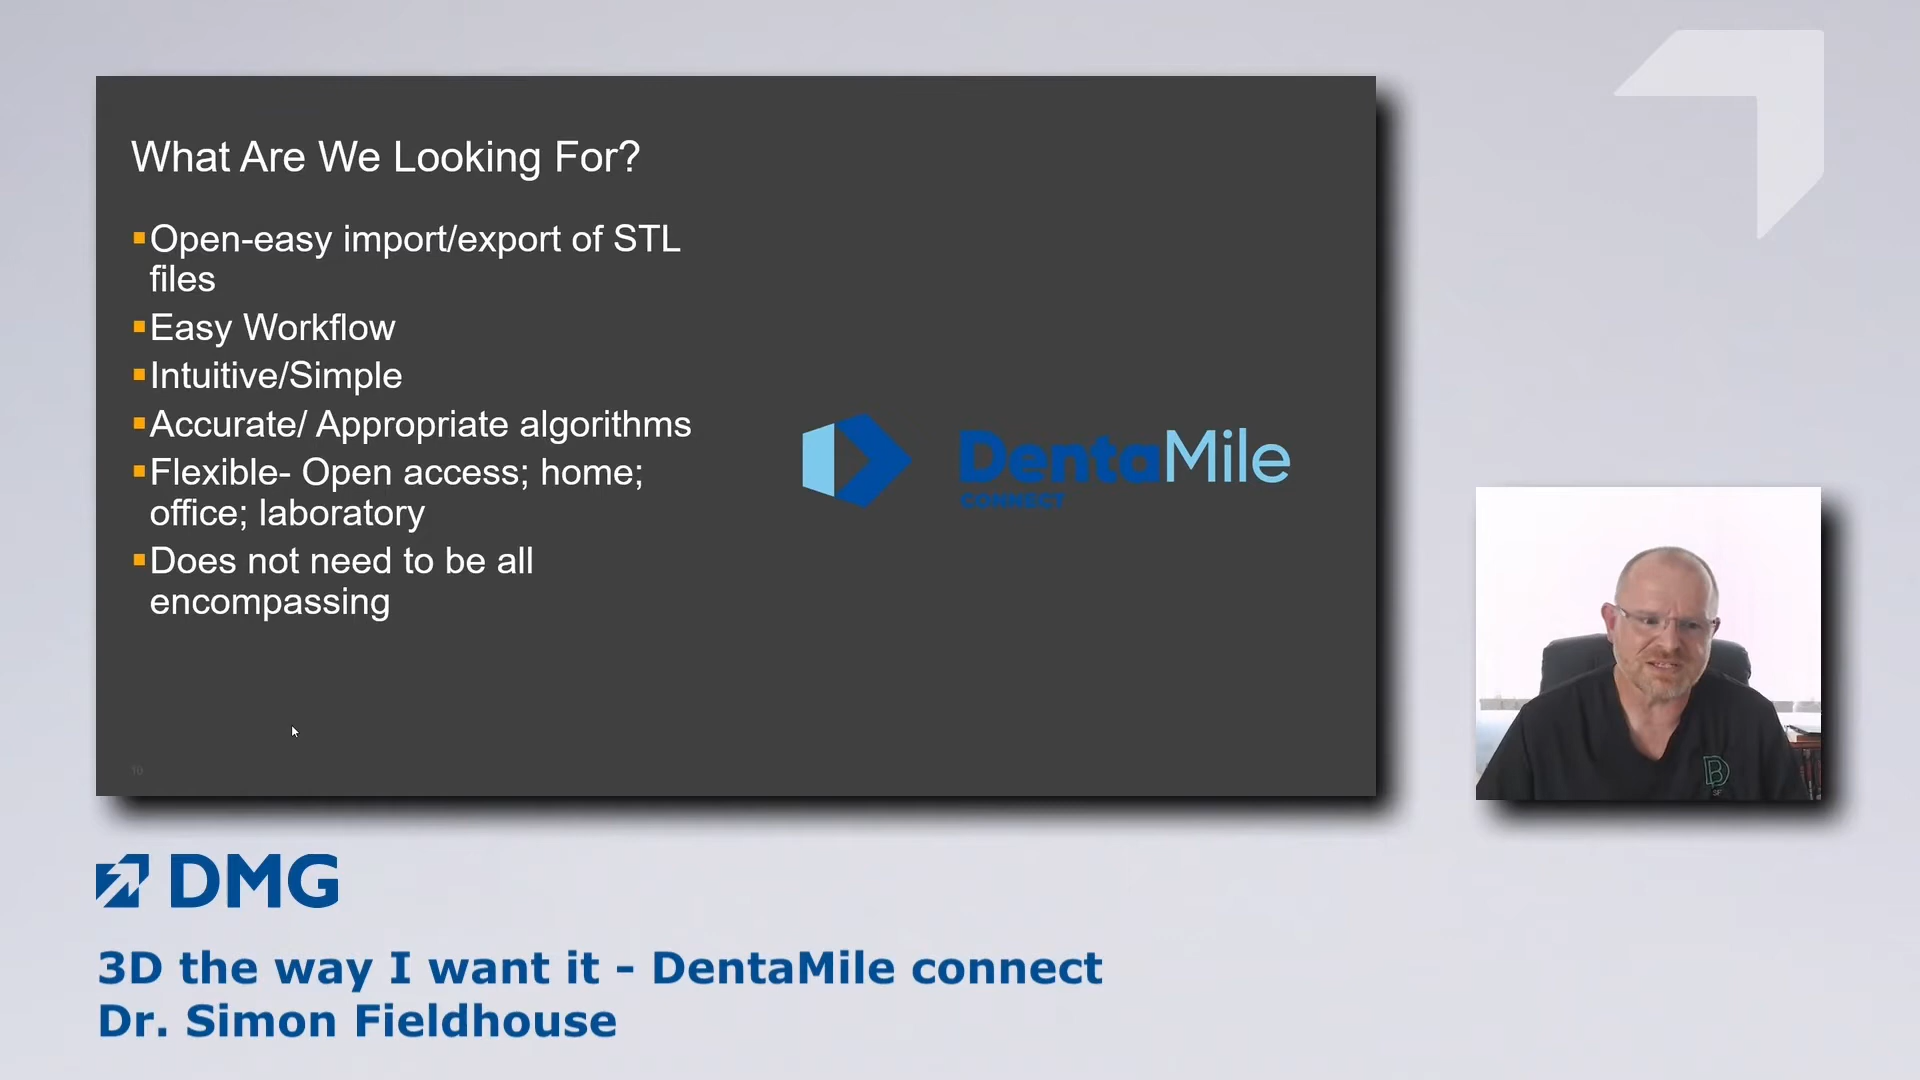 What Are We Looking For?
Open-easy import/export of STL
files
Easy Workflow
Intuitive/Simple
Accurate/ Appropriate algorithms
Flexible- Open access; home;
office; laboratory
Does not need to be all
encompassing
10
DentaMile
CONNECT
DMG
3D the way I want it - DentaMile connect
Dr. Simon Fieldhouse